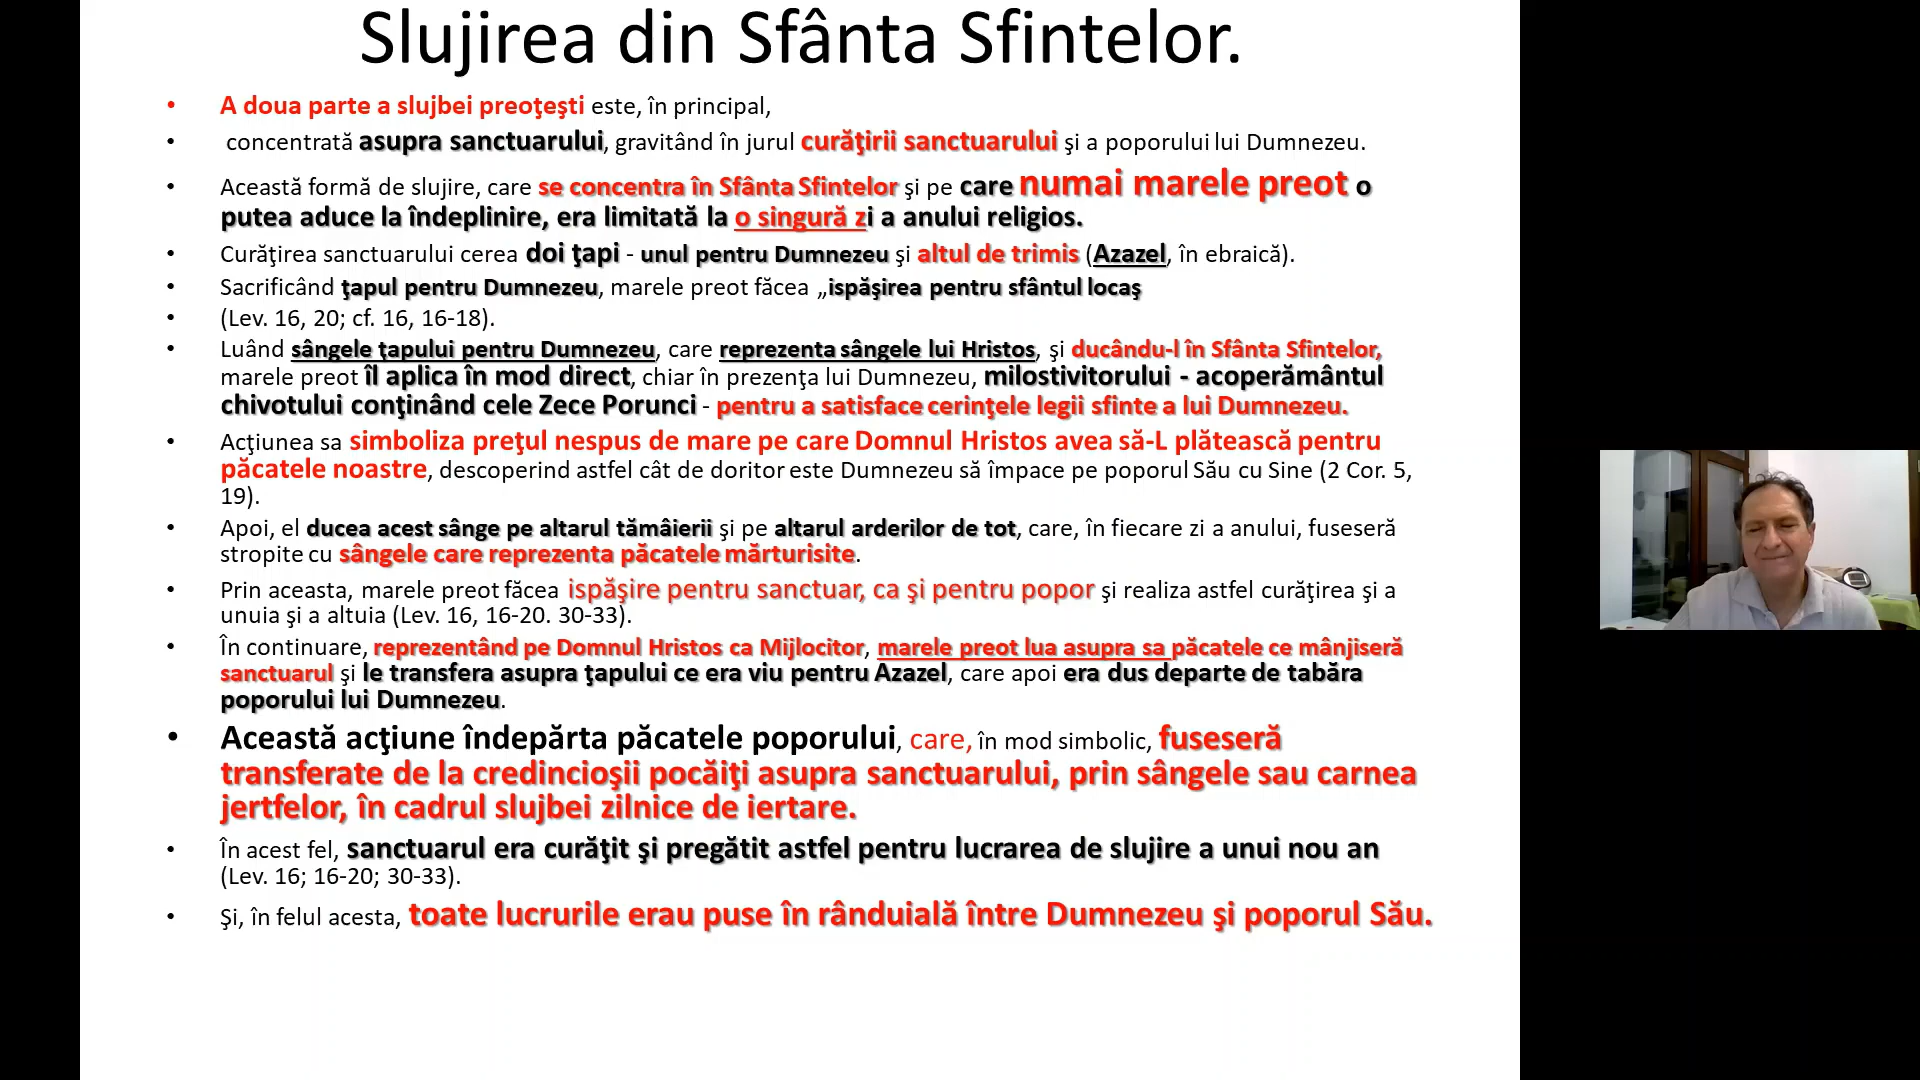 Slujirea din Sfânta Sfintelor.
• A doua parte a slujbei preoţeşti este, în principal,
• concentrată asupra sanctuarului, gravitând în jurul curăţirii sanctuarului şi a poporului lui Dumnezeu.
• Această formă de slujire, care se concentra în Sfânta Sfintelor şi pe care numai marele preot o
putea aduce la îndeplinire, era limitată la o singură zi a anului religios.
• Curăţirea sanctuarului cerea doi ţapi - unul pentru Dumnezeu şi altul de trimis (Azazel, în ebraică).
• Sacrificând ţapul pentru Dumnezeu, marele preot făcea „ispăşirea pentru sfântul locaş
• (Lev. 16, 20; cf. 16, 16-18).
• Luând sângele ţapului pentru Dumnezeu, care reprezenta sângele lui Hristos, şi ducându-l în Sfânta Sfintelor,
marele preot îl aplica în mod direct, chiar în prezenţa lui Dumnezeu, milostivitorului - acoperământul
chivotului conţinând cele Zece Porunci - pentru a satisface cerinţele legii sfinte a lui Dumnezeu.
• Acţiunea sa simboliza preţul nespus de mare pe care Domnul Hristos avea să-L plătească pentru
păcatele noastre, descoperind astfel cât de doritor este Dumnezeu să împace pe poporul Său cu Sine (2 Cor. 5,
19).
• Apoi, el ducea acest sânge pe altarul tămâierii şi pe altarul arderilor de tot, care, în fiecare zi a anului, fuseseră
stropite cu sângele care reprezenta păcatele mărturisite.
• Prin aceasta, marele preot făcea ispăşire pentru sanctuar, ca şi pentru popor şi realiza astfel curăţirea şi a
unuia şi a altuia (Lev. 16, 16-20. 30-33).
• În continuare, reprezentând pe Domnul Hristos ca Mijlocitor, marele preot lua asupra sa păcatele ce mânjiseră
sanctuarul şi le transfera asupra ţapului ce era viu pentru Azazel, care apoi era dus departe de tabăra
poporului lui Dumnezeu.
• Această acţiune îndepărta păcatele poporului, care, în mod simbolic, fuseseră
transferate de la credincioşii pocăiţi asupra sanctuarului, prin sângele sau carnea
jertfelor, în cadrul slujbei zilnice de iertare.
• În acest fel, sanctuarul era curăţit şi pregătit astfel pentru lucrarea de slujire a unui nou an
(Lev. 16; 16-20; 30-33).
• Şi, în felul acesta, toate lucrurile erau puse în rânduială între Dumnezeu şi poporul Său.